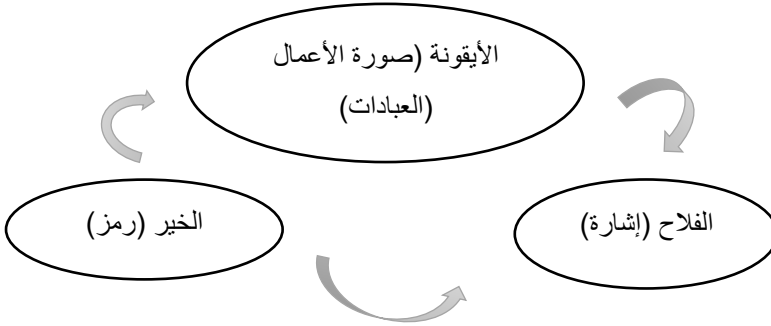 الأيقونة (صورة الأعمال
(العبادات)
الفلاح (إشارة)
الخير (رمز)